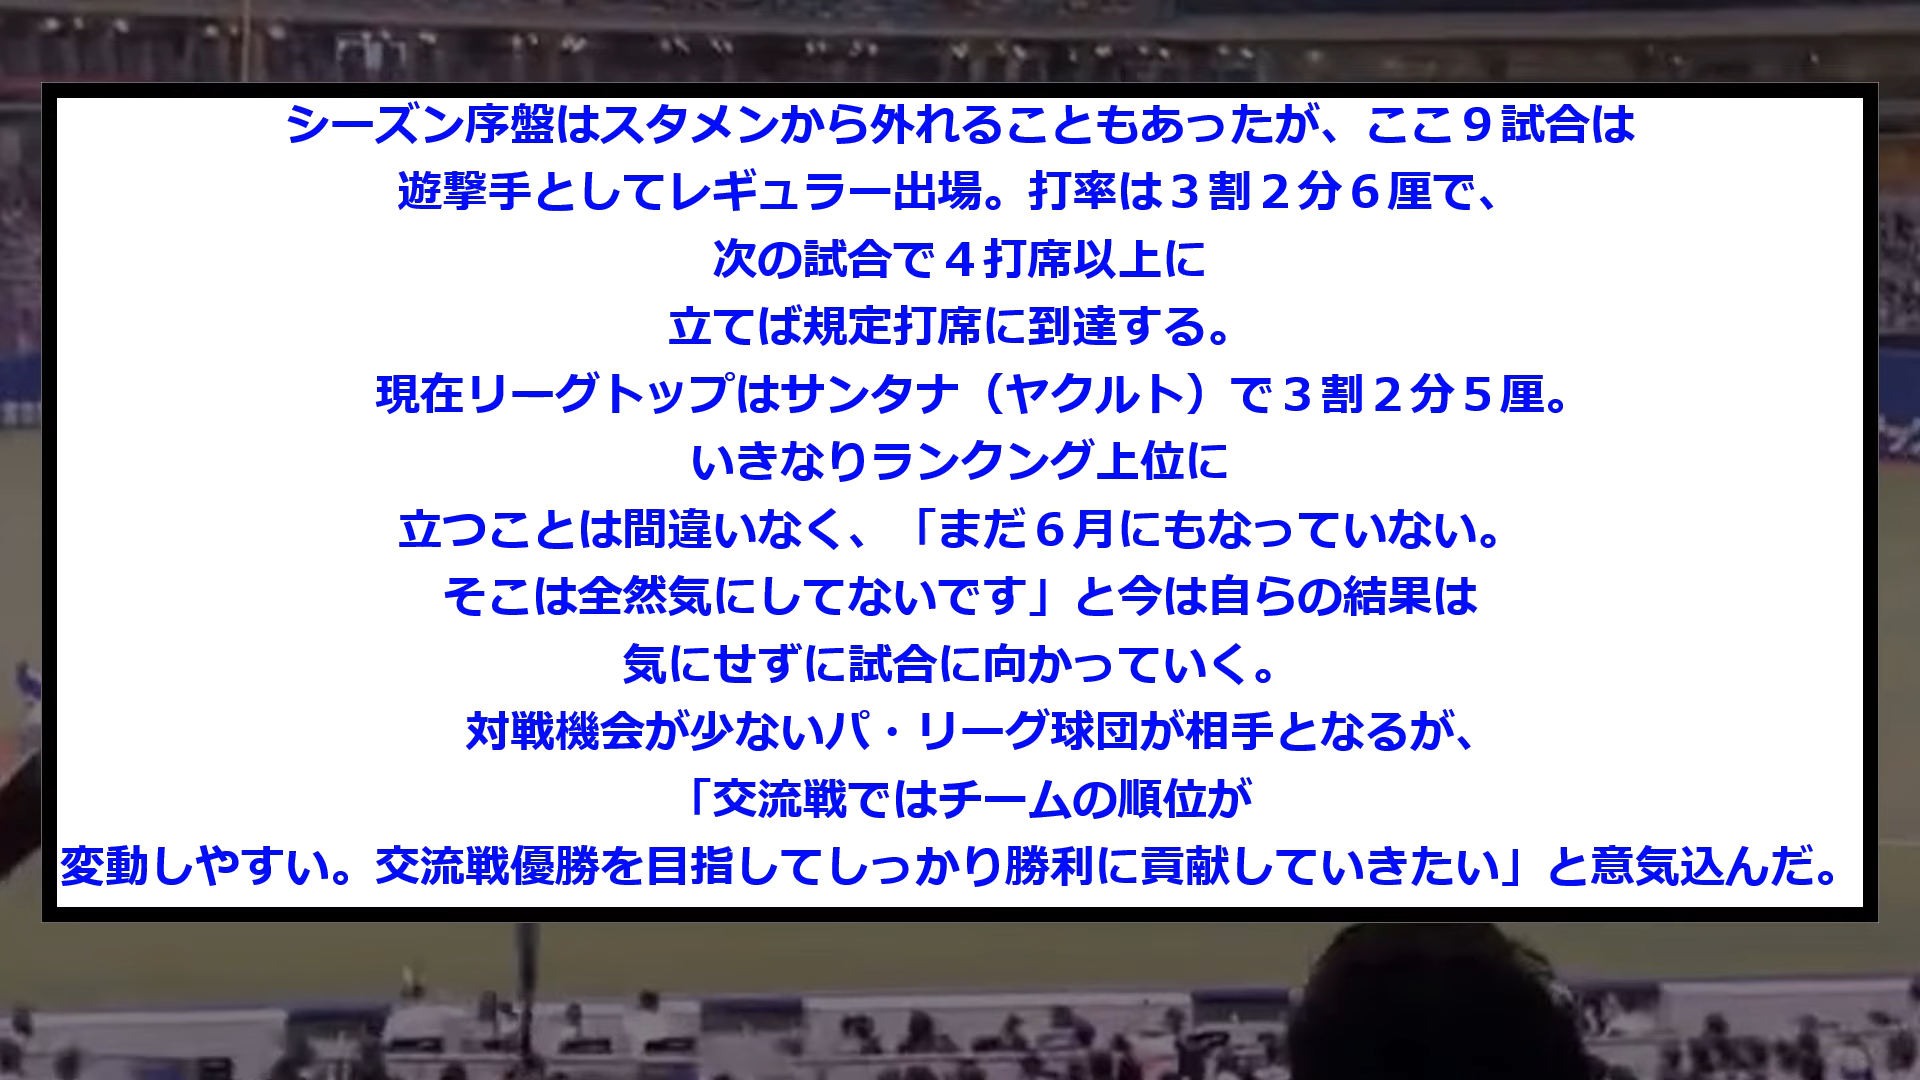 シーズン序盤はスタメンから外れることもあったが、ここ９試合は
遊撃手としてレギュラー出場。打率は３割２分６厘で、
次の試合で４打席以上に
立てば規定打席に到達する。
現在リーグトップはサンタナ（ヤクルト）で３割２分５厘。
いきなりランクング上位に
立つことは間違いなく、「まだ６月にもなっていない。
そこは全然気にしてないです」と今は自らの結果は
気にせずに試合に向かっていく。
対戦機会が少ないパ・リーグ球団が相手となるが、
「交流戦ではチームの順位が
変動しやすい。交流戦優勝を目指してしっかり勝利に貢献していきたい」と意気込んだ。